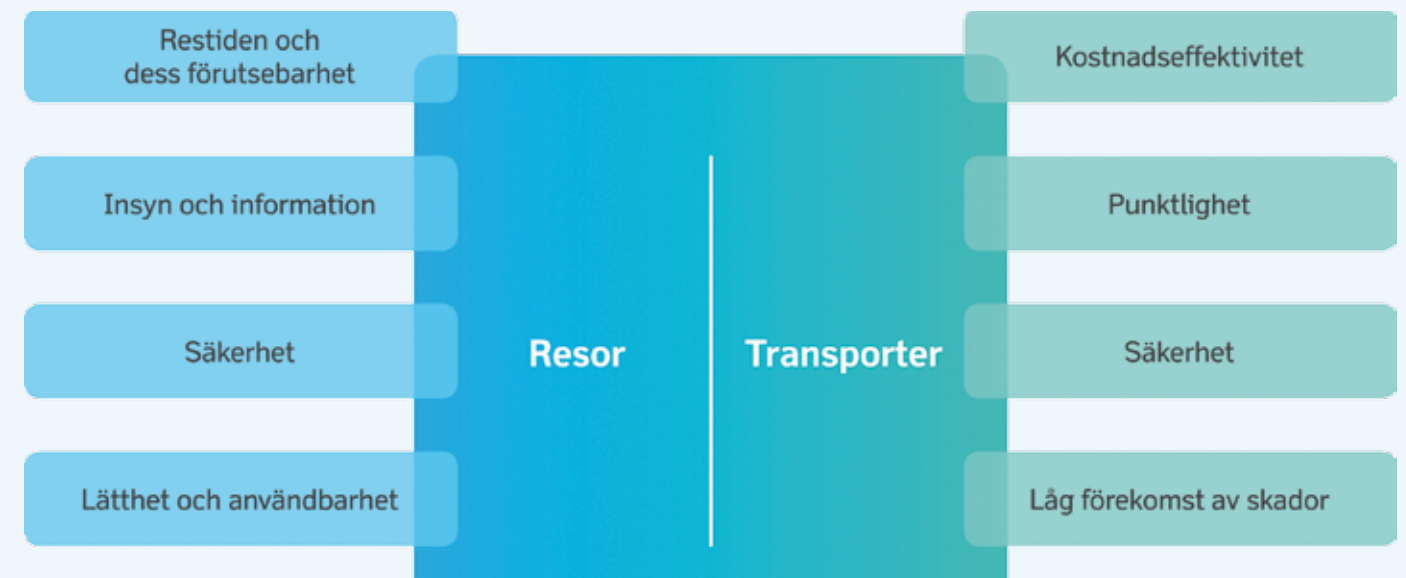 Restiden och
dess förutsebarhet
Insyn och information
Säkerhet
Lätthet och användbarhet
Resor
Transporter
Kostnadseffektivitet
Punktlighet
Säkerhet
Låg förekomst av skador